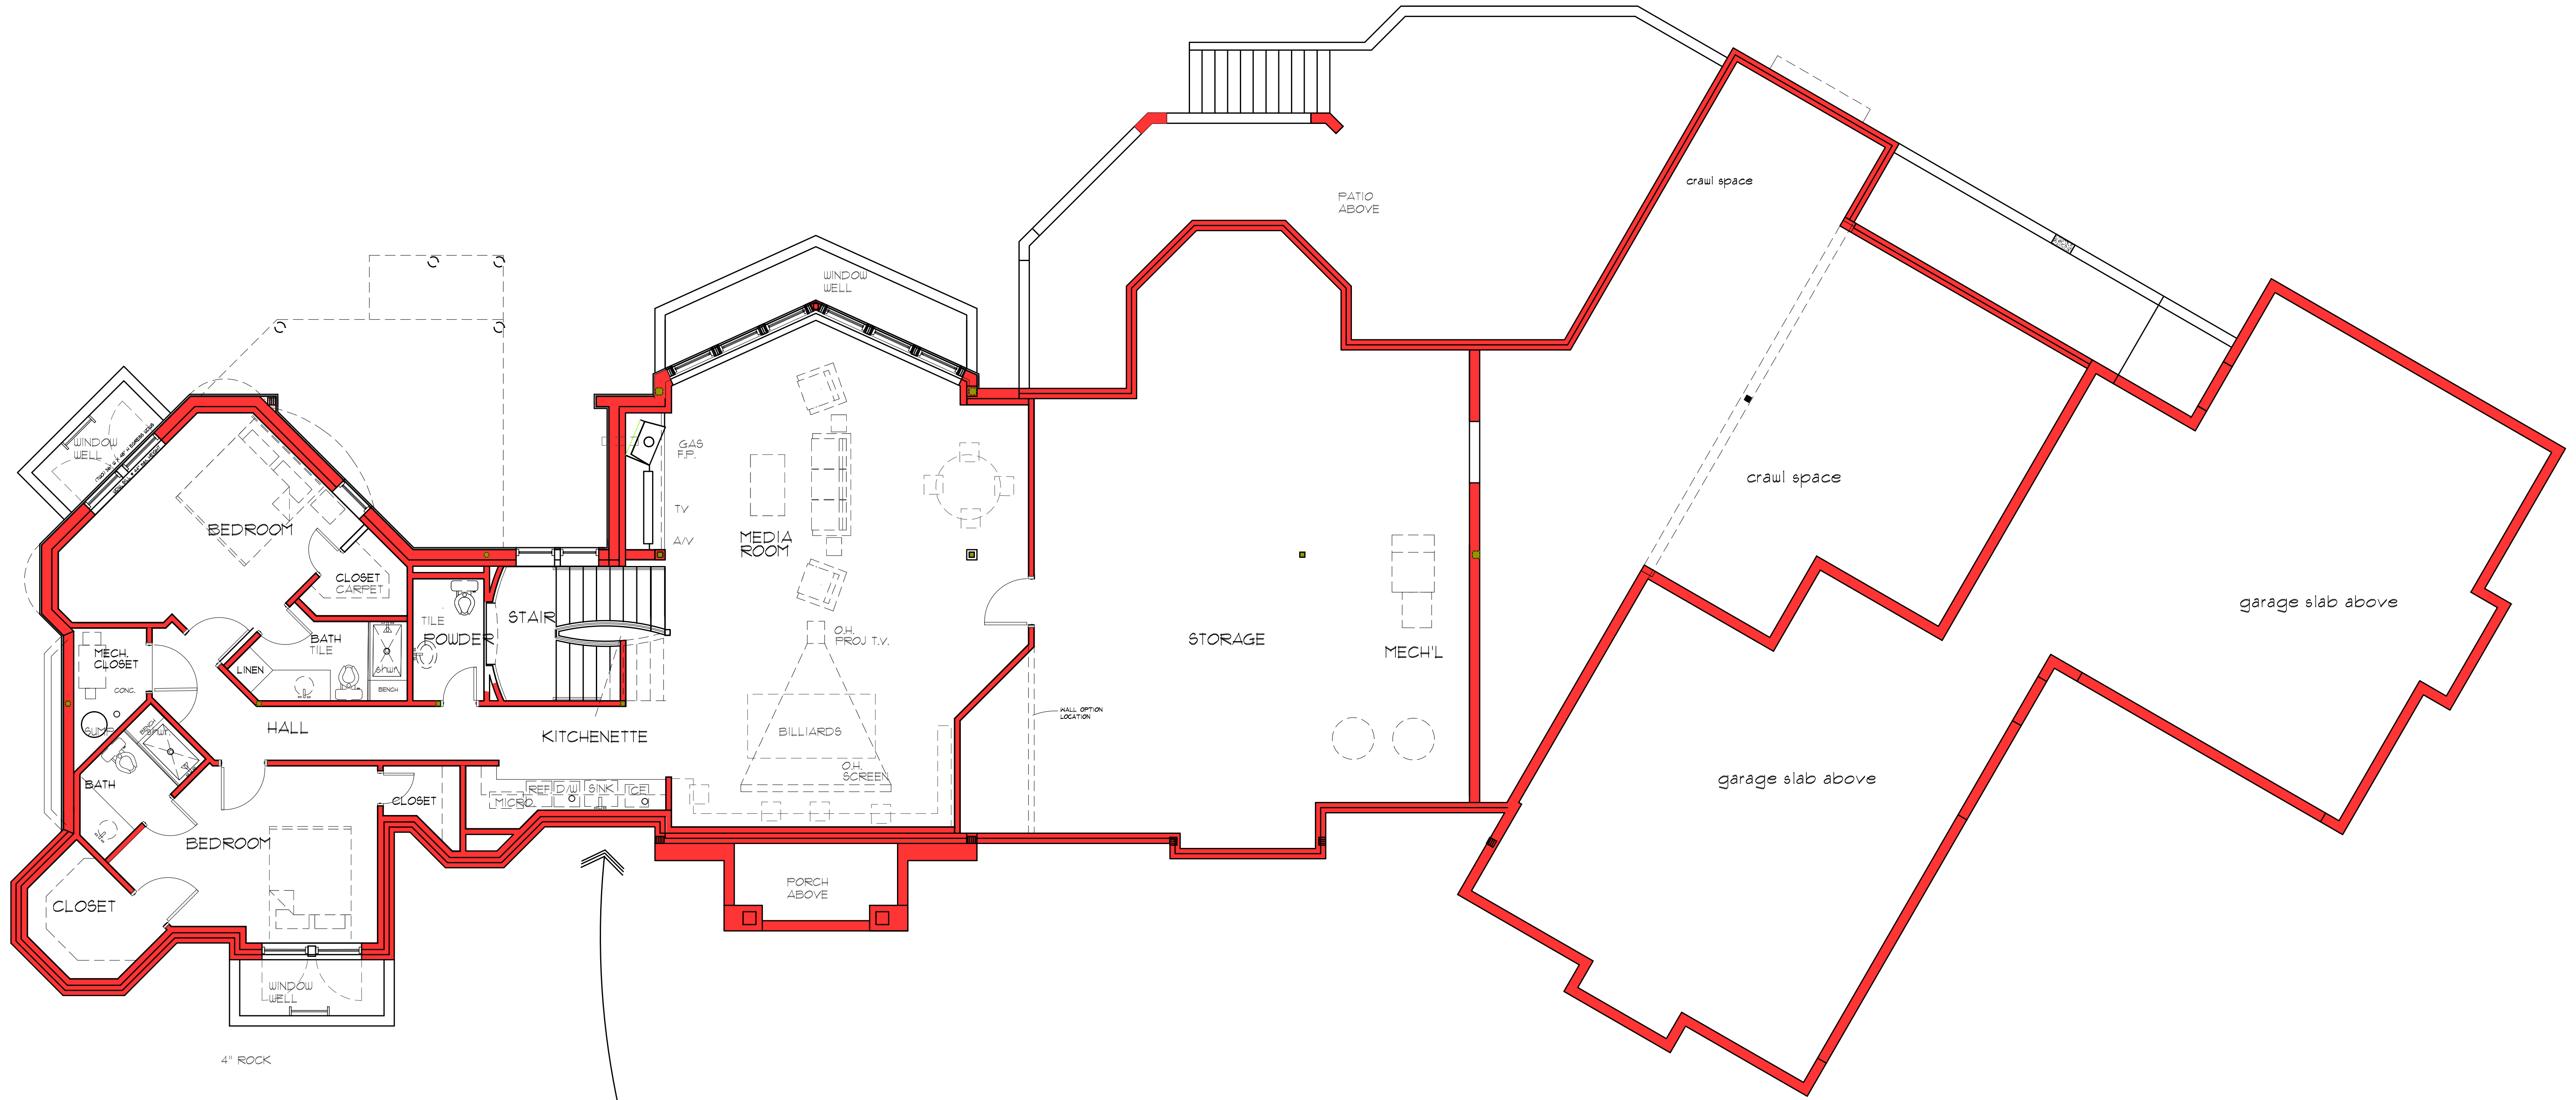 crawl space
PATIO
ABOVE
WINDOW
WELL
WINDOW
WELL
GAS
F.P.
TV
A/V
MEDIA
ROOM
BEDROOM
CLOSET
CARPET
crawl space
garage slab above
STAIR
TILE
POWDER
BATH
TILE
LINEN
SHWR.
BENCH
MECH.
CLOSET
CONC.
SUMP
SHWR.
O.H.
PROJ T.V.
STORAGE
MECH'L
WALL OPTION
LOCATION
HALL
KITCHENETTE
BILLIARDS
O.H.
SCREEN
garage slab above
BATH
CLOSET
MICRO
REF.
D/W
SINK
ICE
BEDROOM
PORCH
ABOVE
CLOSET
WINDOW
WELL
4" ROCK